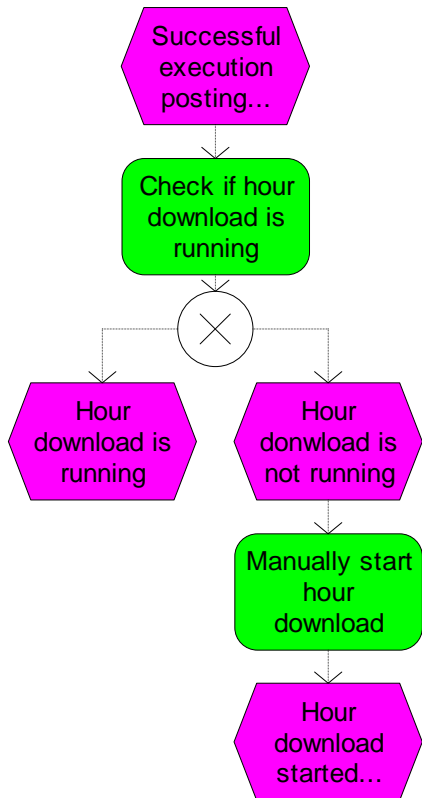 Successful
execution
posting...
Check if hour
download is
running
Hour
download is
running
Hour
donwload is
not running
Manually start
hour
download
Hour
download
started...